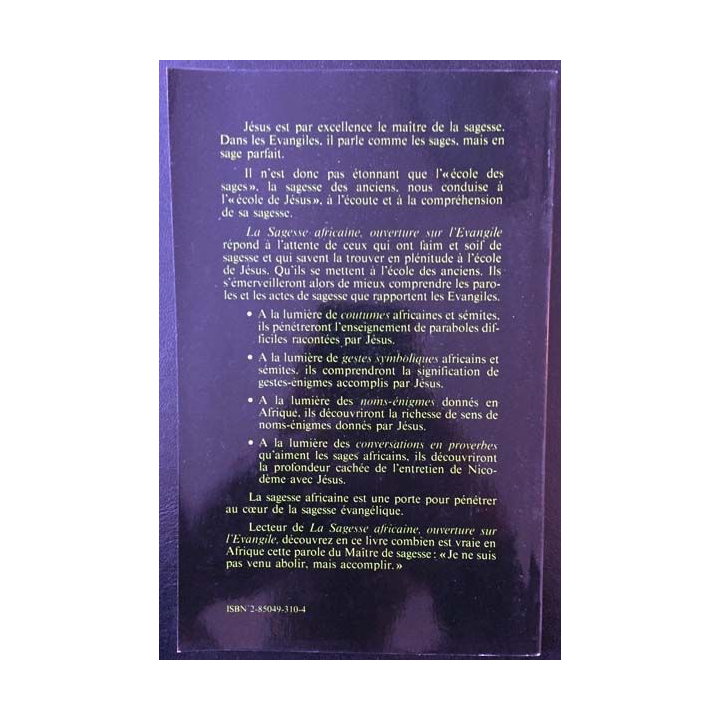 Jésus est par excellence le maître de la sagesse.
Dans les Evangiles, il parle comme les sages, mais en
sage parfait.
Il n'est donc pas étonnant que l'«école des
sages», la sagesse des anciens, nous conduise à
l'«école de Jésus», à l'écoute et à la compréhension
de sa sagesse.
La Sagesse africaine, ouverture sur l'Evangile
répond à l'attente de ceux qui ont faim et soif de
sagesse et qui savent la trouver en plénitude à l'école
de Jésus. Qu'ils se mettent à l'école des anciens. Ils
s'émerveilleront alors de mieux comprendre les paro-
les et les actes de sagesse que rapportent les Evangiles.
• A la lumière de coutumes africaines et sémites,
ils pénétreront l'enseignement de paraboles dif-
ficiles racontées par Jésus.
• A la lumière de gestes symboliques africains et
sémites, ils comprendront la signification de
gestes-énigmes accomplis par Jésus.
• A la lumière des noms-énigmes donnés en
Afrique, ils découvriront la richesse de sens de
noms-énigmes donnés par Jésus.
• A la lumière des conversations en proverbes
qu'aiment les sages africains, ils découvriront
la profondeur cachée de l'entretien de Nico-
dème avec Jésus.
La sagesse africaine est une porte pour pénétrer
au cœur de la sagesse évangélique.
Lecteur de La Sagesse africaine, ouverture sur
l'Evangile, découvrez en ce livre combien est vraie en
Afrique cette parole du Maître de sagesse : «Je ne suis
pas venu abolir, mais accomplir.»
ISBN 2-85049-310-4